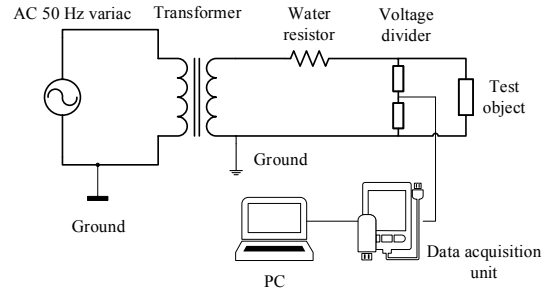 AC 50 Hz variac
Transformer
Water
resistor
Voltage
divider
Test
object
Ground
Ground
PC
Data acquisition
unit